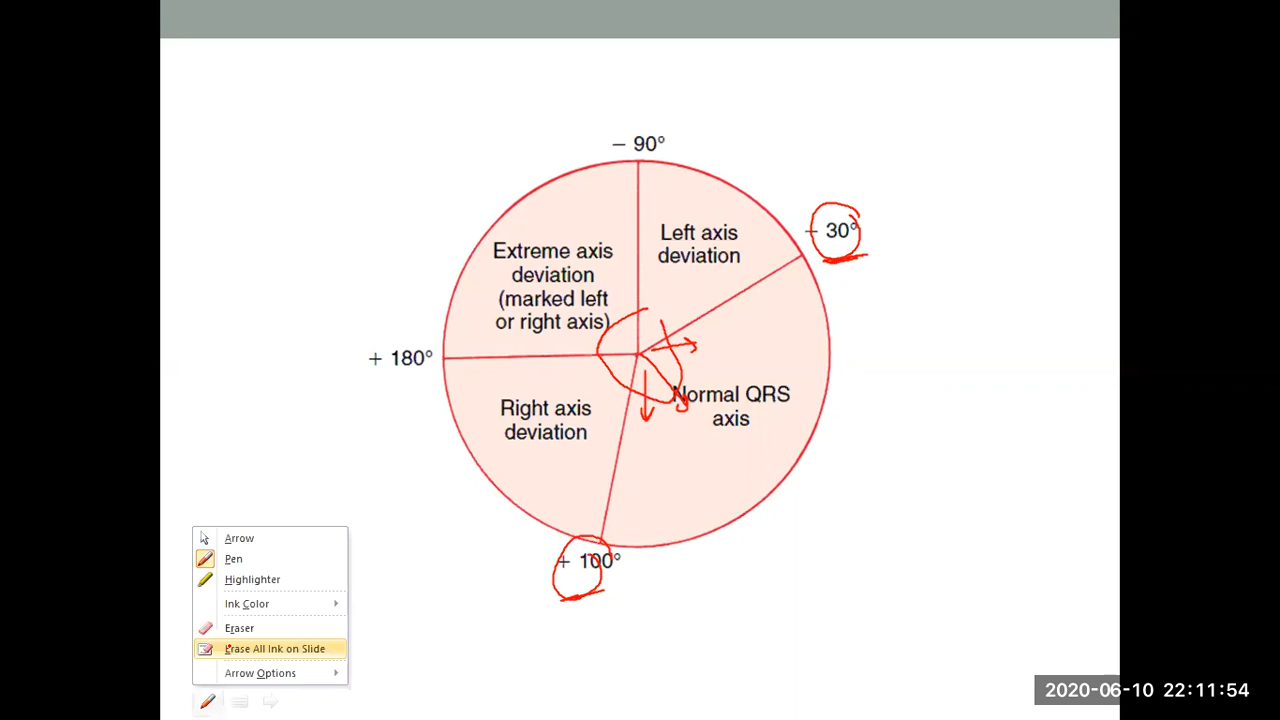 − 90°
− 30°
Left axis
deviation
Extreme axis
deviation
(marked left
or right axis)
+ 180°
Normal QRS
axis
Right axis
deviation
+ 100°
Arrow
Pen
Highlighter
Ink Color
Eraser
Erase All Ink on Slide
Arrow Options
2020-06-10 22:11:54